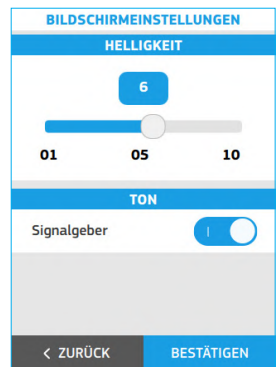 BILDSCHIRMEINSTELLUNGEN
HELLIGKEIT
6
01 05 10
TON
Signalgeber
< ZURÜCK BESTÄTIGEN